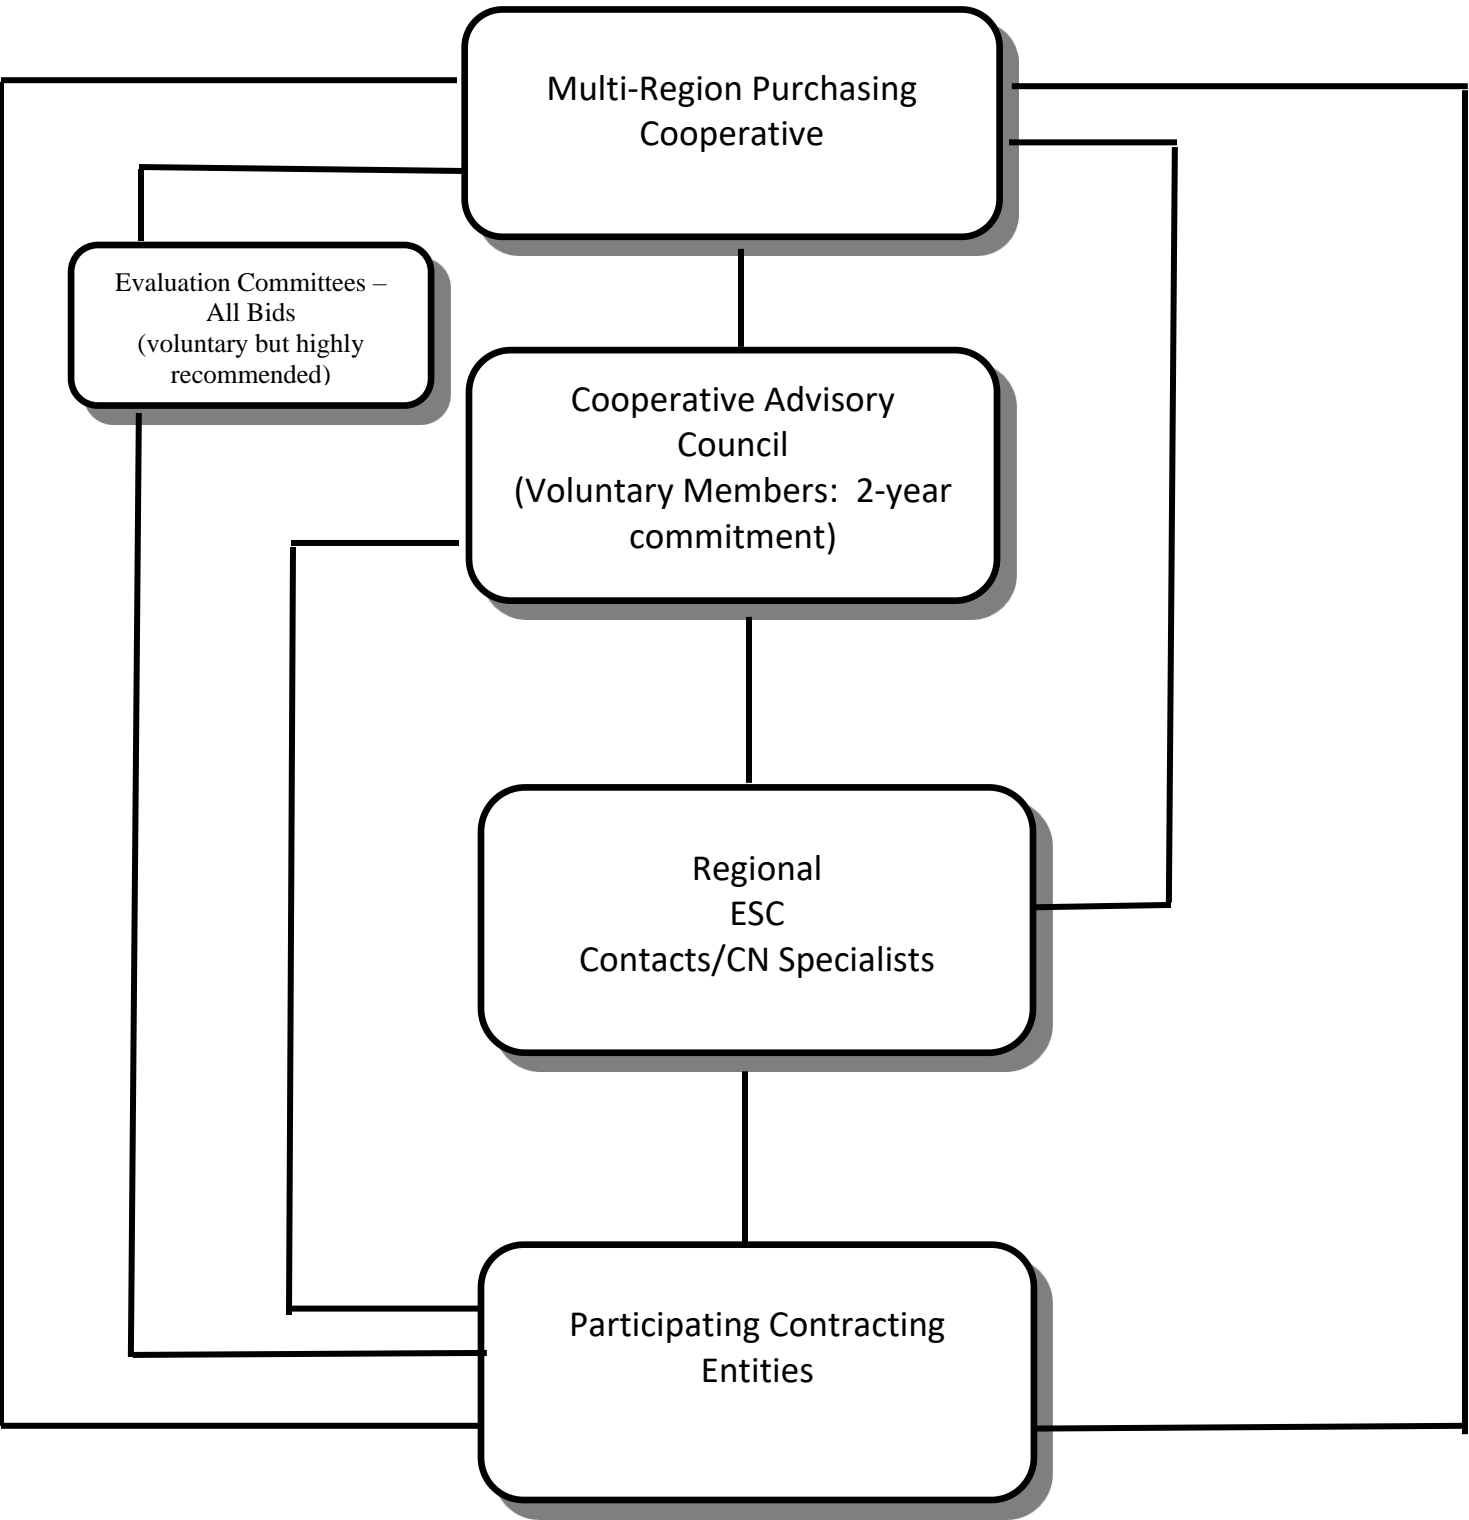 Multi-Region Purchasing
Cooperative
Evaluation Committees –
All Bids
(voluntary but highly
recommended)
Cooperative Advisory
Council
(Voluntary Members:  2-year
commitment)
Regional
ESC
Contacts/CN Specialists
Participating Contracting
Entities